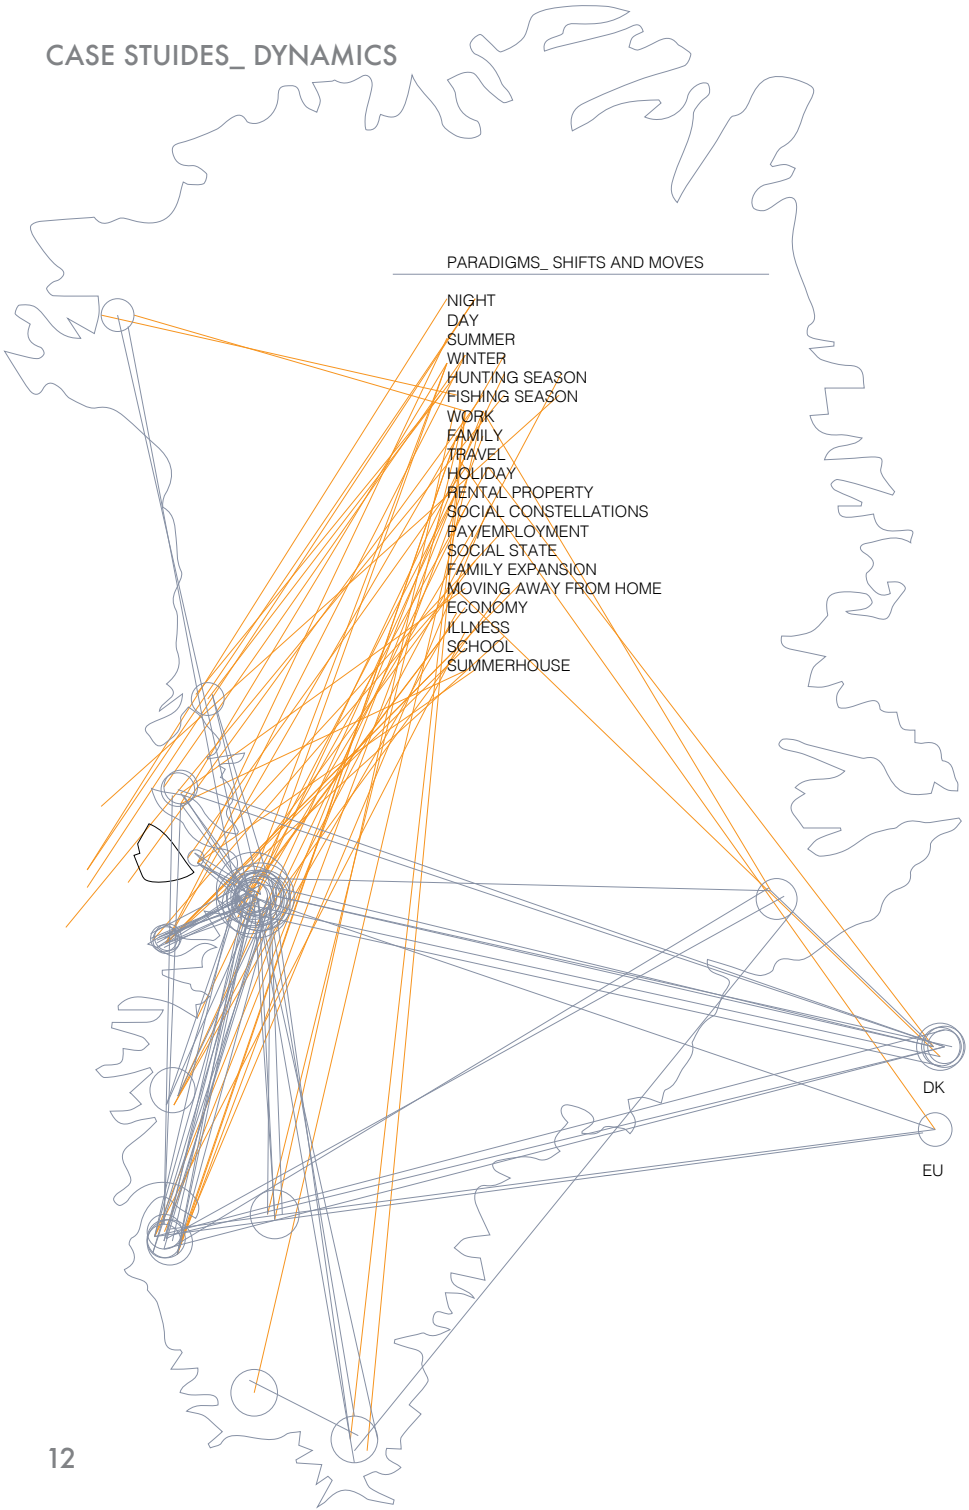 CASE STUIDES_ DYNAMICS
PARADIGMS_ SHIFTS AND MOVES
NIGHT
DAY
SUMMER
WINTER
HUNTING SEASON
FISHING SEASON
WORK
FAMILY
TRAVEL
HOLIDAY
RENTAL PROPERTY
SOCIAL CONSTELLATIONS
PAY/EMPLOYMENT
SOCIAL STATE
FAMILY EXPANSION
MOVING AWAY FROM HOME
ECONOMY
ILLNESS
SCHOOL
SUMMERHOUSE
DK
EU
12